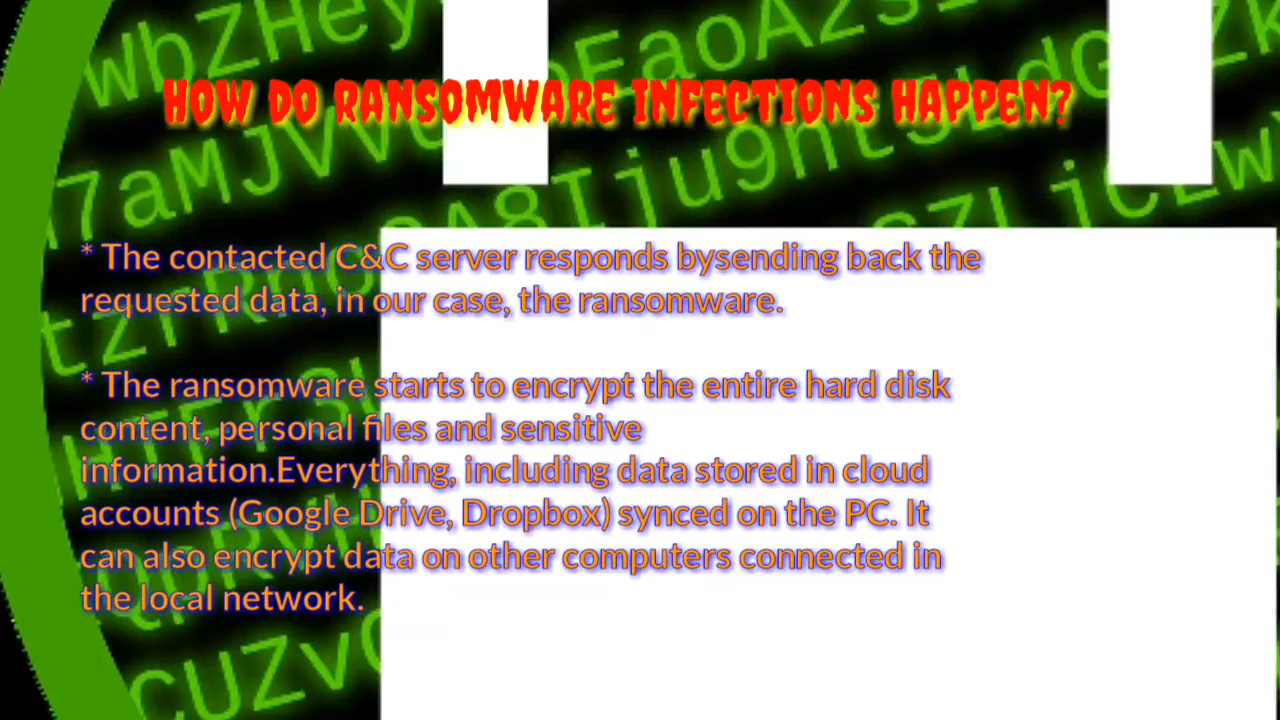 HOW DO RANSOMWARE INFECTIONS HAPPEN?
* The contacted C&C server responds bysending back the
requested data, in our case, the ransomware.
* The ransomware starts to encrypt the entire hard disk
content, personal files and sensitive
information.Everything, including data stored in cloud
accounts (Google Drive, Dropbox) synced on the PC. It
can also encrypt data on other computers connected in
the local network.